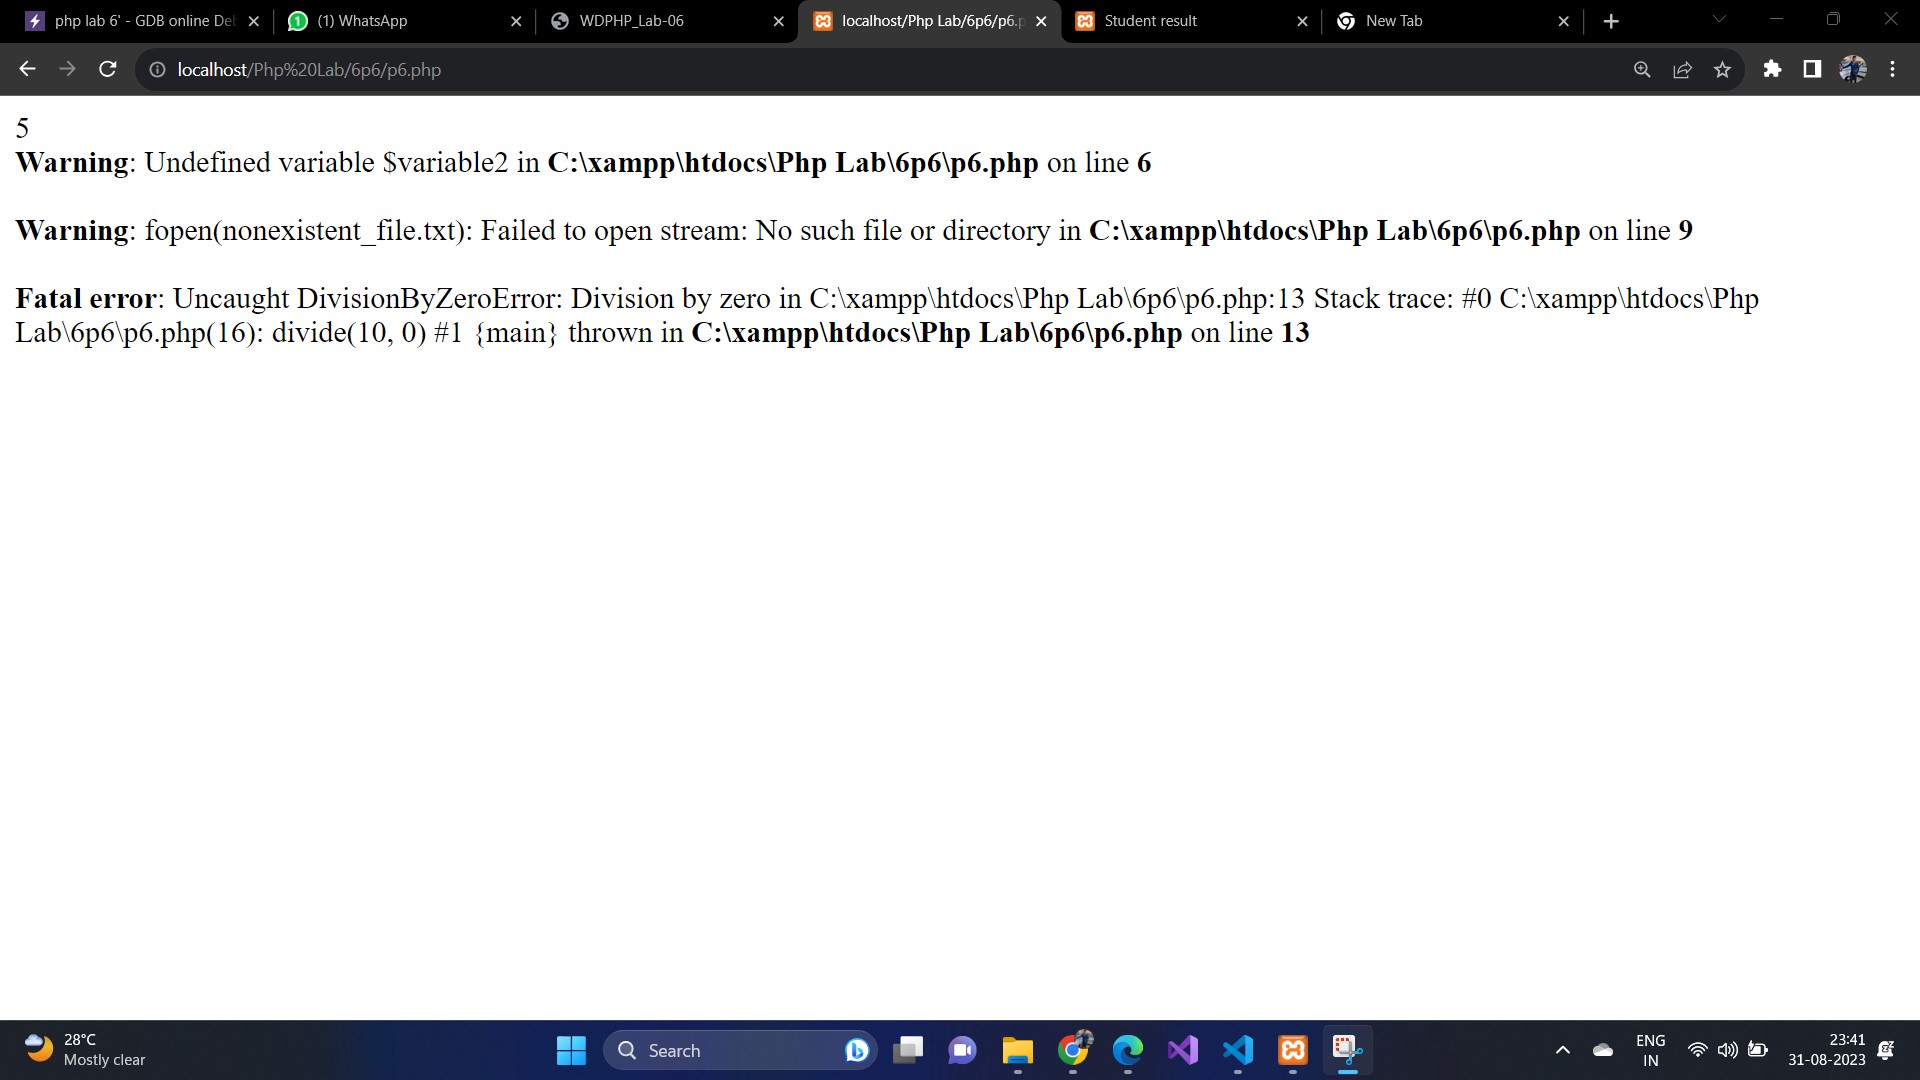 php lab 6' - GDB online De
(1) WhatsApp
WDPHP_Lab-06
localhost/Php Lab/6p6/p6.p
Student result
New Tab
localhost/Php%20Lab/6p6/p6.php
5
Warning: Undefined variable $variable2 in C:\xampp\htdocs\Php Lab\6p6\p6.php on line 6
Warning: fopen(nonexistent_file.txt): Failed to open stream: No such file or directory in C:\xampp\htdocs\Php Lab\6p6\p6.php on line 9
Fatal error: Uncaught DivisionByZeroError: Division by zero in C:\xampp\htdocs\Php Lab\6p6\p6.php:13 Stack trace: #0 C:\xampp\htdocs\Php
Lab\6p6\p6.php(16): divide(10, 0) #1 {main} thrown in C:\xampp\htdocs\Php Lab\6p6\p6.php on line 13
28°C
Mostly clear
Search
ENG
IN
23:41
31-08-2023